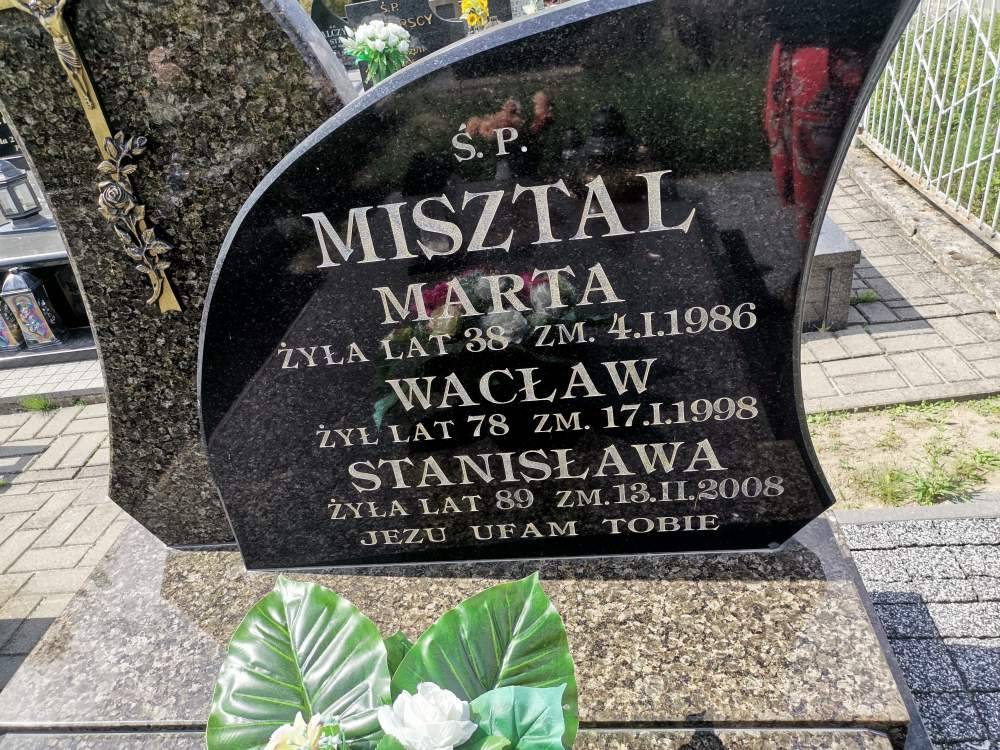 Ś.P.
Ś. P.
MISZTAL
MARTA
ŻYŁA LAT 38 ZM. 4.I.1986
WACŁAW
ŻYŁ LAT 78 ZM. 17.I.1998
STANISŁAWA
ŻYŁA LAT 89 ZM. 13.II.2008
JEZU UFAM TOBIE